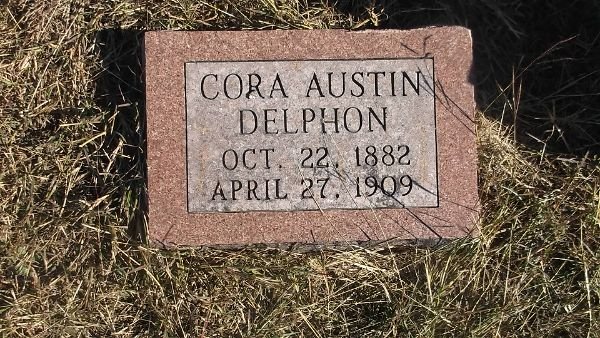 CORA AUSTIN
DELPHON
OCT. 22, 1882
APRIL 27, 1909